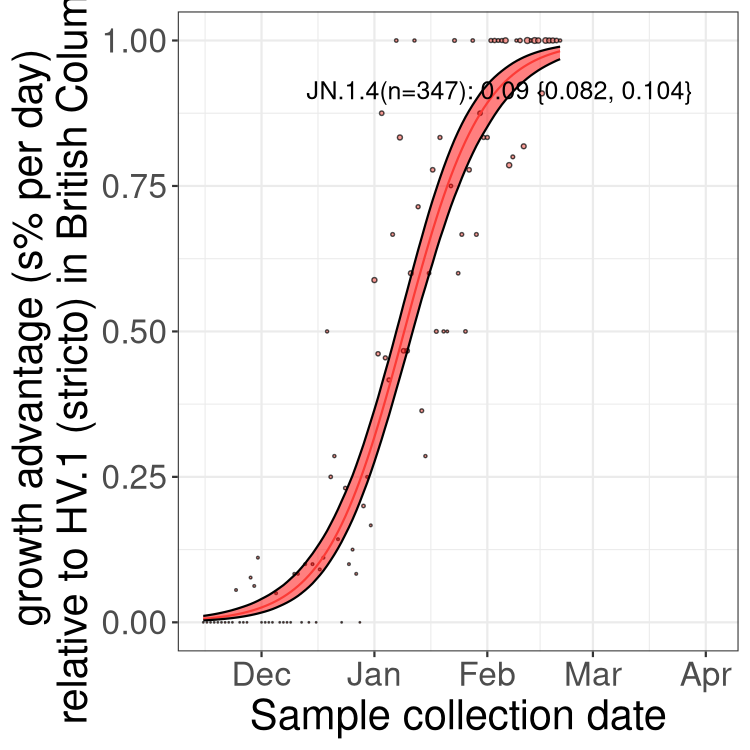 growth advantage (s% per day)
relative to HV.1 (stricto) in British Colum
1.00
0.75
0.50
0.25
0.00
JN.1.4(n=347): 0.09 {0.082, 0.104}
Dec Jan Feb Mar Apr
Sample collection date